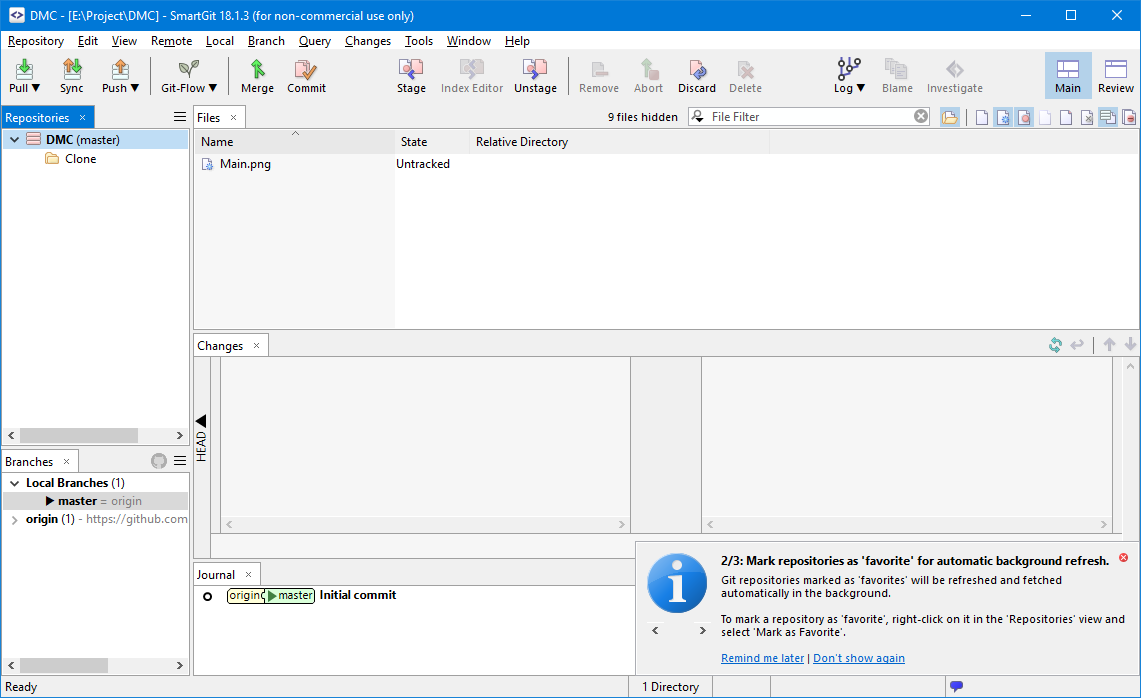 DMC - [E:\Project\DMC] - SmartGit 18.1.3 (for non-commercial use only)
Repository Edit View Remote Local Branch Query Changes Tools Window Help
Pull Sync Push Git-Flow Merge Commit Stage Index Editor Unstage Remove Abort Discard Delete Log Blame Investigate Main Review
Repositories
DMC (master)
Clone
Files
9 files hidden
File Filter
Name State Relative Directory
Main.png Untracked
Changes
HEAD
Branches
Local Branches (1)
master = origin
origin (1) - https://github.com
Journal
origin master Initial commit
2/3: Mark repositories as 'favorite' for automatic background refresh.
Git repositories marked as 'favorites' will be refreshed and fetched
automatically in the background.
To mark a repository as 'favorite', right-click on it in the 'Repositories' view and
select 'Mark as Favorite'.
Remind me later | Don't show again
Ready
1 Directory